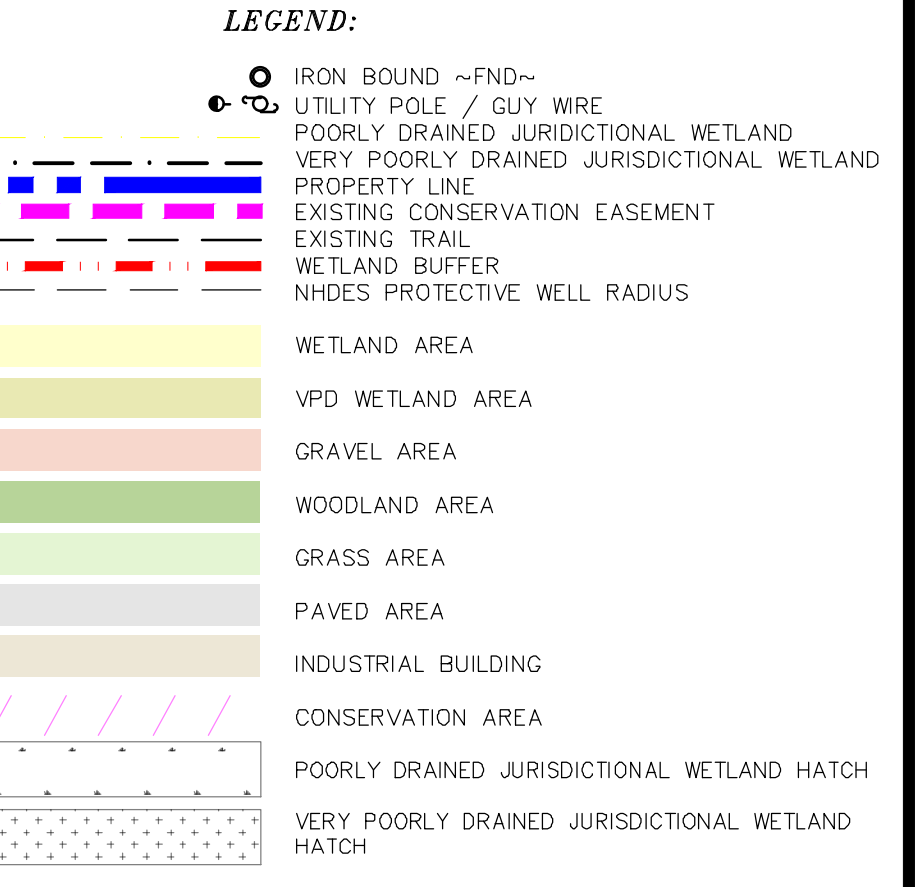 LEGEND:
IRON BOUND ~FND~
UTILITY POLE / GUY WIRE
POORLY DRAINED JURIDICTIONAL WETLAND
VERY POORLY DRAINED JURISDICTIONAL WETLAND
PROPERTY LINE
EXISTING CONSERVATION EASEMENT
EXISTING TRAIL
WETLAND BUFFER
NHDES PROTECTIVE WELL RADIUS
WETLAND AREA
VPD WETLAND AREA
GRAVEL AREA
WOODLAND AREA
GRASS AREA
PAVED AREA
INDUSTRIAL BUILDING
CONSERVATION AREA
POORLY DRAINED JURISDICTIONAL WETLAND HATCH
VERY POORLY DRAINED JURISDICTIONAL WETLAND
HATCH